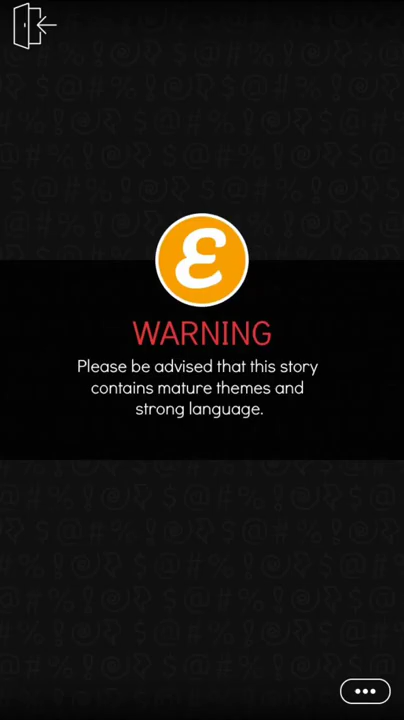 ε
WARNING
Please be advised that this story
contains mature themes and
strong language.